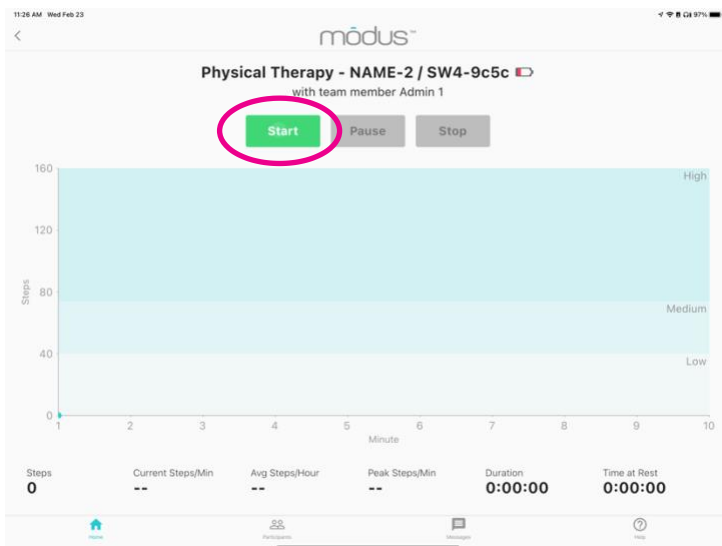 11:26 AM Wed Feb 23
97%
mōdus™
Physical Therapy - NAME-2 / SW4-9c5c
with team member Admin 1
Start Pause Stop
160
High
120
Steps
80
Medium
40
Low
0
1 2 3 4 5 6 7 8 9 10
Minute
Steps Current Steps/Min Avg Steps/Hour Peak Steps/Min Duration Time at Rest
0 -- -- -- 0:00:00 0:00:00
Home Participants Messages Help